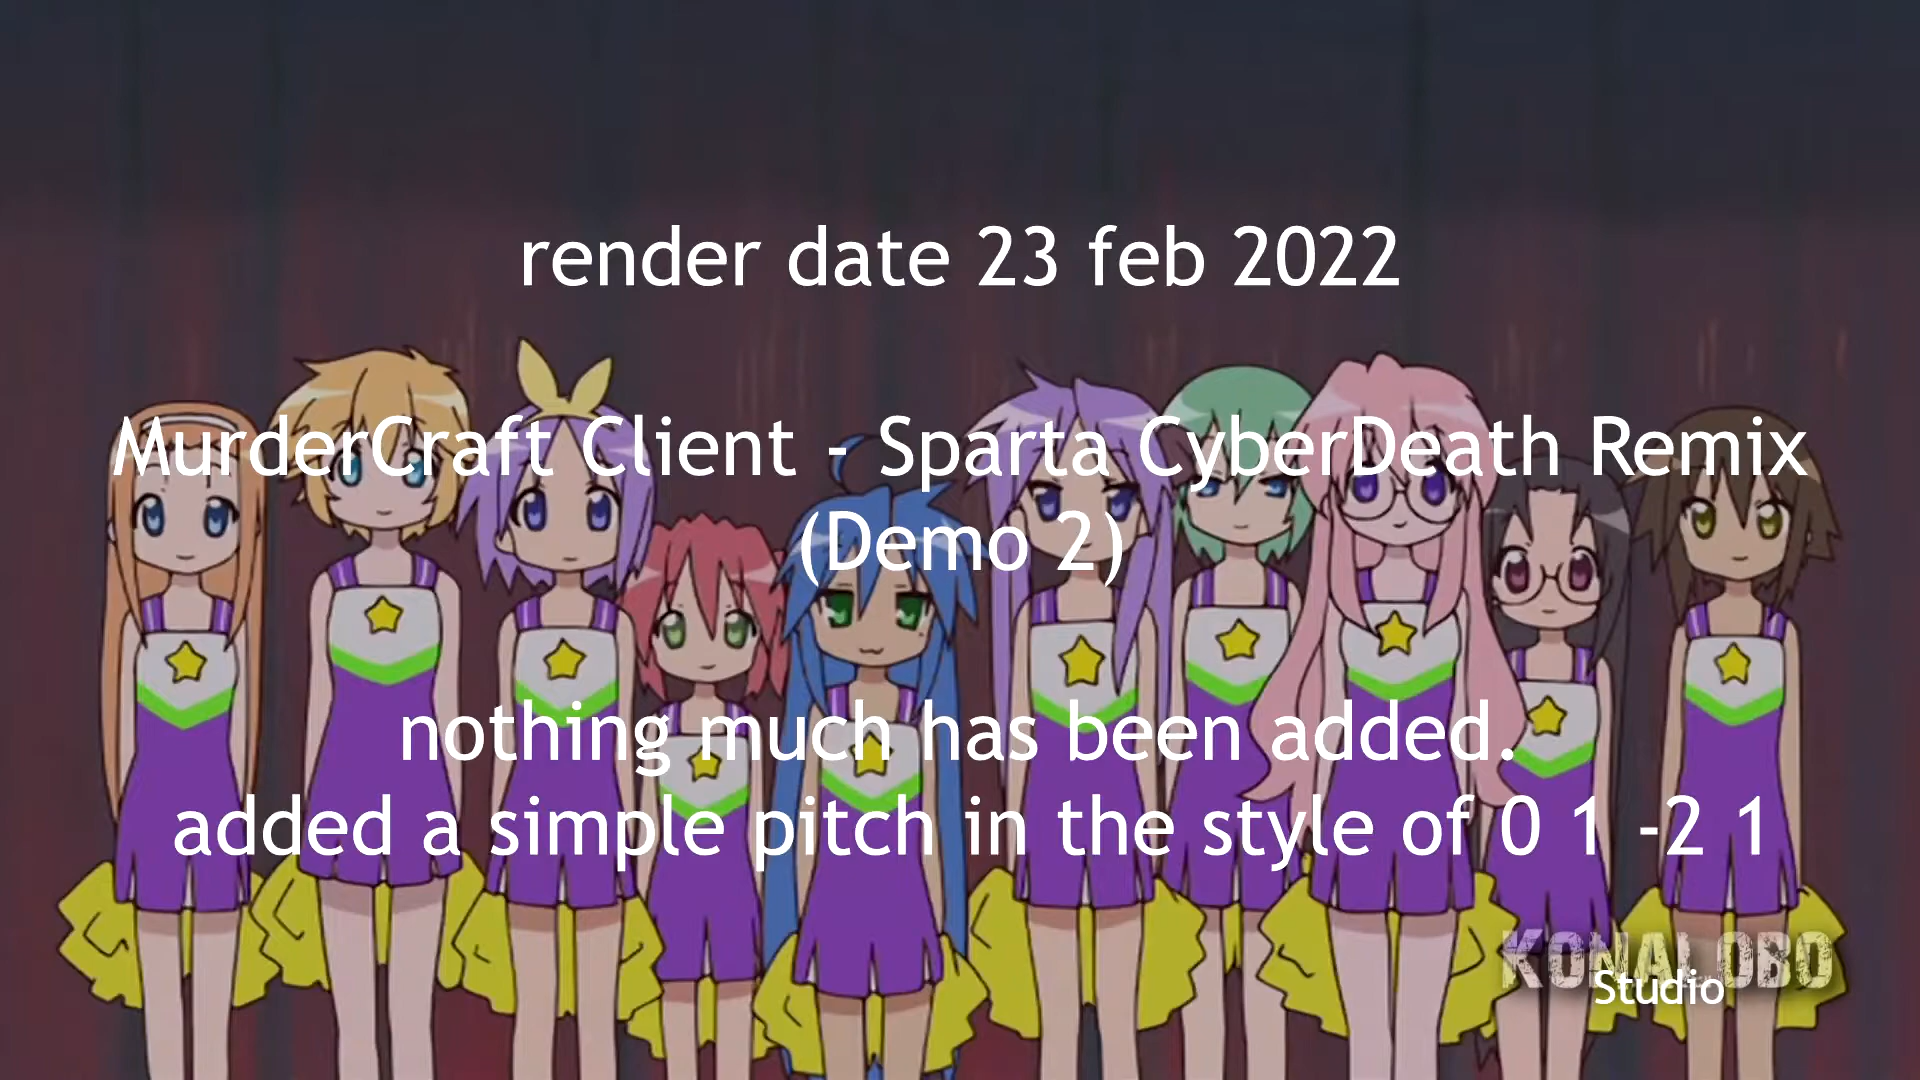 render date 23 feb 2022
MurderCraft Client - Sparta CyberDeath Remix
(Demo 2)
nothing much has been added.
added a simple pitch in the style of 0 1 -2 1
KONALOBO
Studio